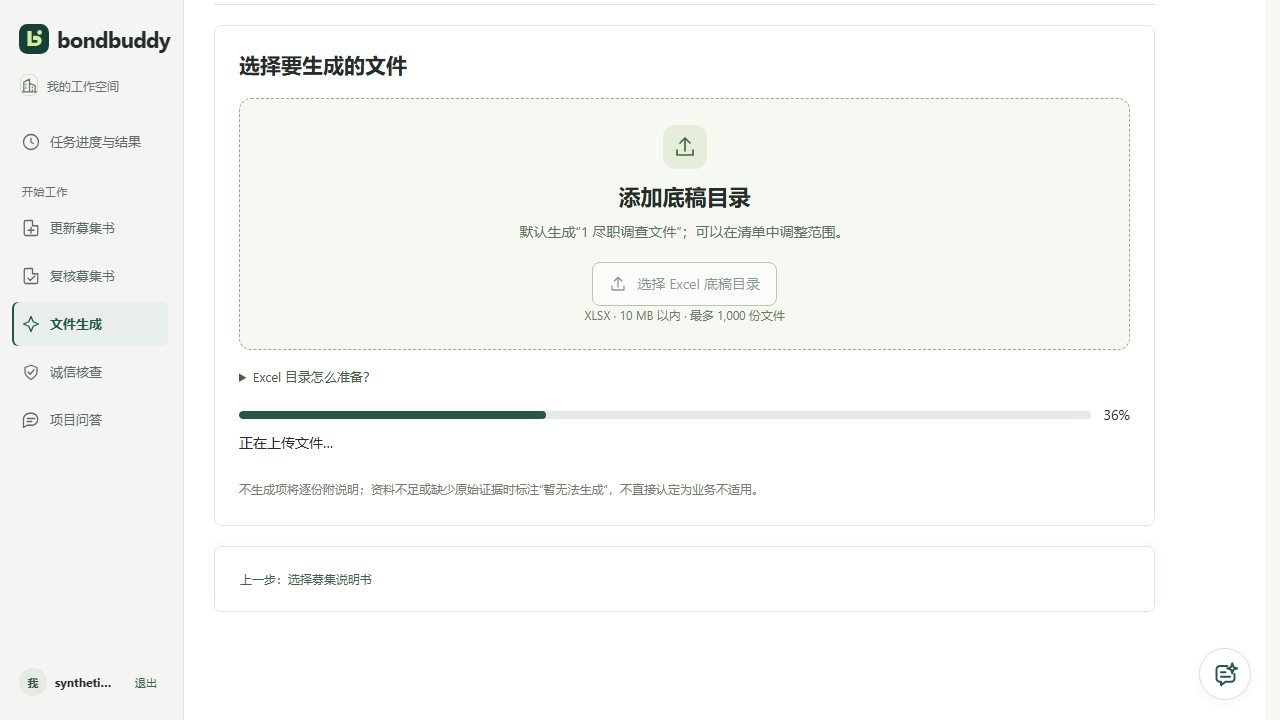 bondbuddy
我的工作空间
任务进度与结果
开始工作
更新募集书
复核募集书
文件生成
诚信核查
项目问答
我 syntheti... 退出
选择要生成的文件
添加底稿目录
默认生成“1 尽职调查文件”；可以在清单中调整范围。
选择 Excel 底稿目录
XLSX · 10 MB 以内 · 最多 1,000 份文件
Excel 目录怎么准备？
36%
正在上传文件...
不生成项将逐份附说明；资料不足或缺少原始证据时标注“暂无法生成”，不直接认定为业务不适用。
上一步：选择募集说明书